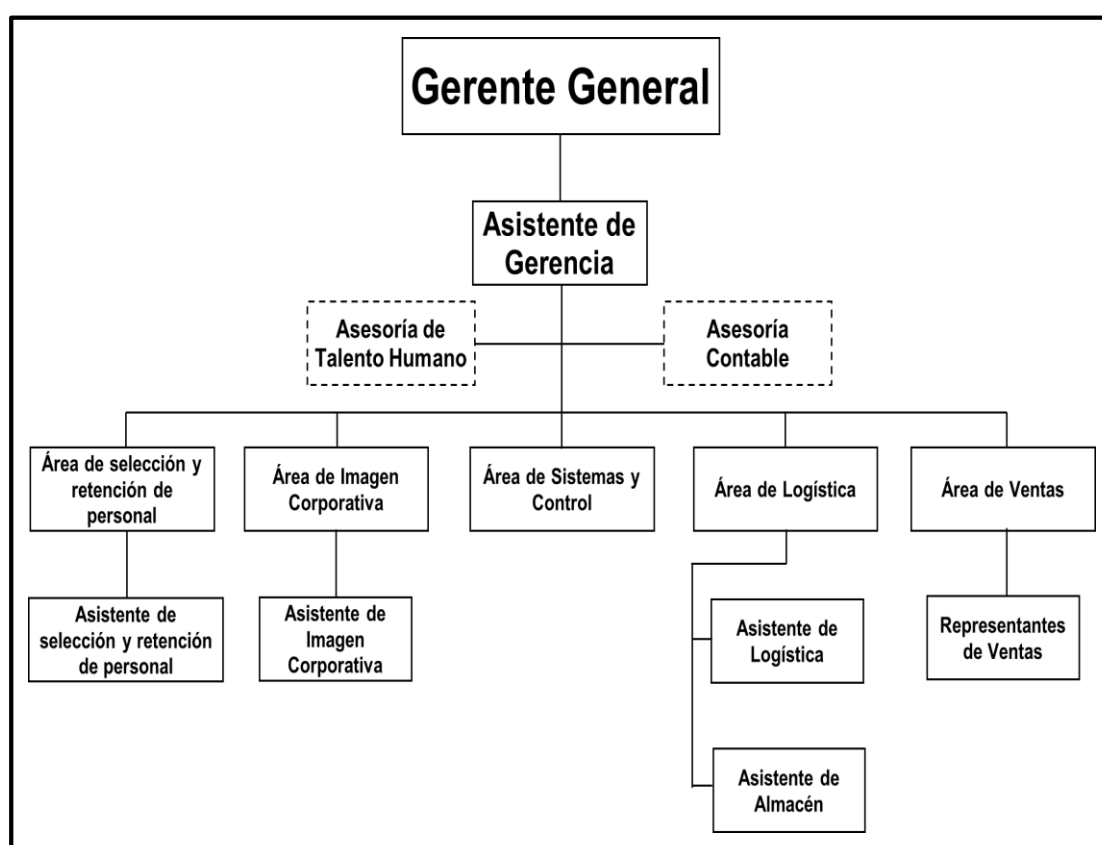 Gerente General
Asistente de
Gerencia
Asesoría de
Talento Humano
Asesoría
Contable
Área de selección y
retención de
personal
Área de Imagen
Corporativa
Área de Sistemas y
Control
Área de Logística
Área de Ventas
Asistente de
selección y retención
de personal
Asistente de
Imagen
Corporativa
Asistente de
Logística
Representantes
de Ventas
Asistente de
Almacén